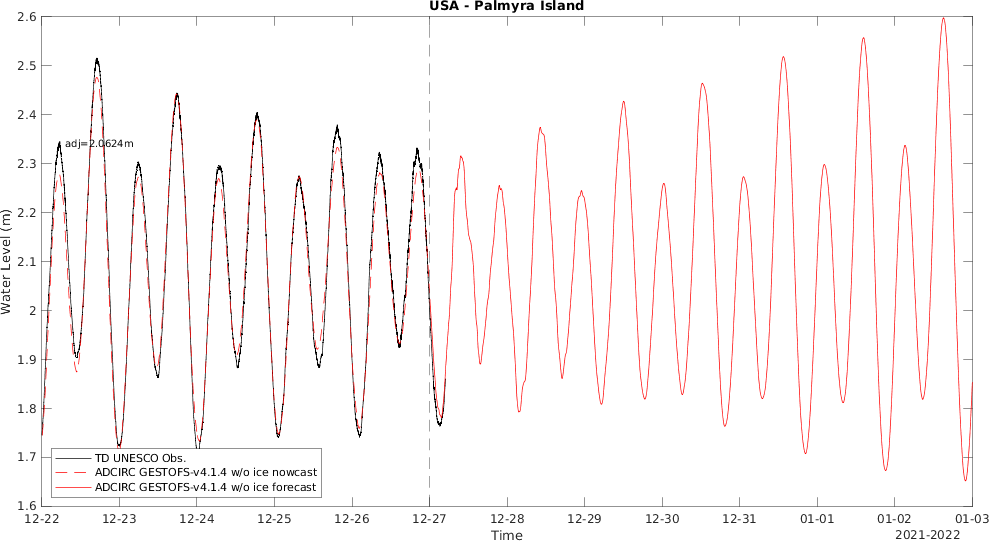 USA - Palmyra Island
2.6
2.5
2.4
2.3
2.2
2.1
2
1.9
1.8
1.7
1.6
Water Level (m)
adj=2.0624m
TD UNESCO Obs.
ADCIRC GESTOFS-v4.1.4 w/o ice nowcast
ADCIRC GESTOFS-v4.1.4 w/o ice forecast
12-22 12-23 12-24 12-25 12-26 12-27 12-28 12-29 12-30 12-31 01-01 01-02 01-03
Time
2021-2022